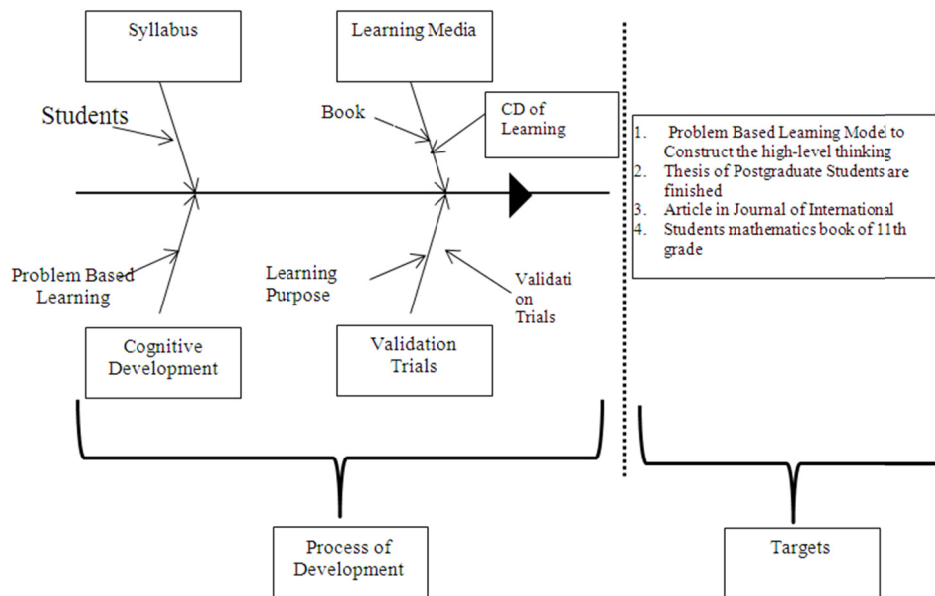 Syllabus
Learning Media
Students
Book
CD of
Learning
1. Problem Based Learning Model to
Construct the high-level thinking
2. Thesis of Postgraduate Students are
finished
3. Article in Journal of International
4. Students mathematics book of 11th
grade
Problem Based
Learning
Learning
Purpose
Validati
on
Trials
Cognitive
Development
Validation
Trials
Process of
Development
Targets